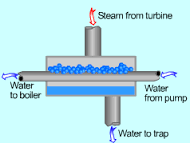 Steam from turbine
Water
to boiler
Water
from pump
Water to trap